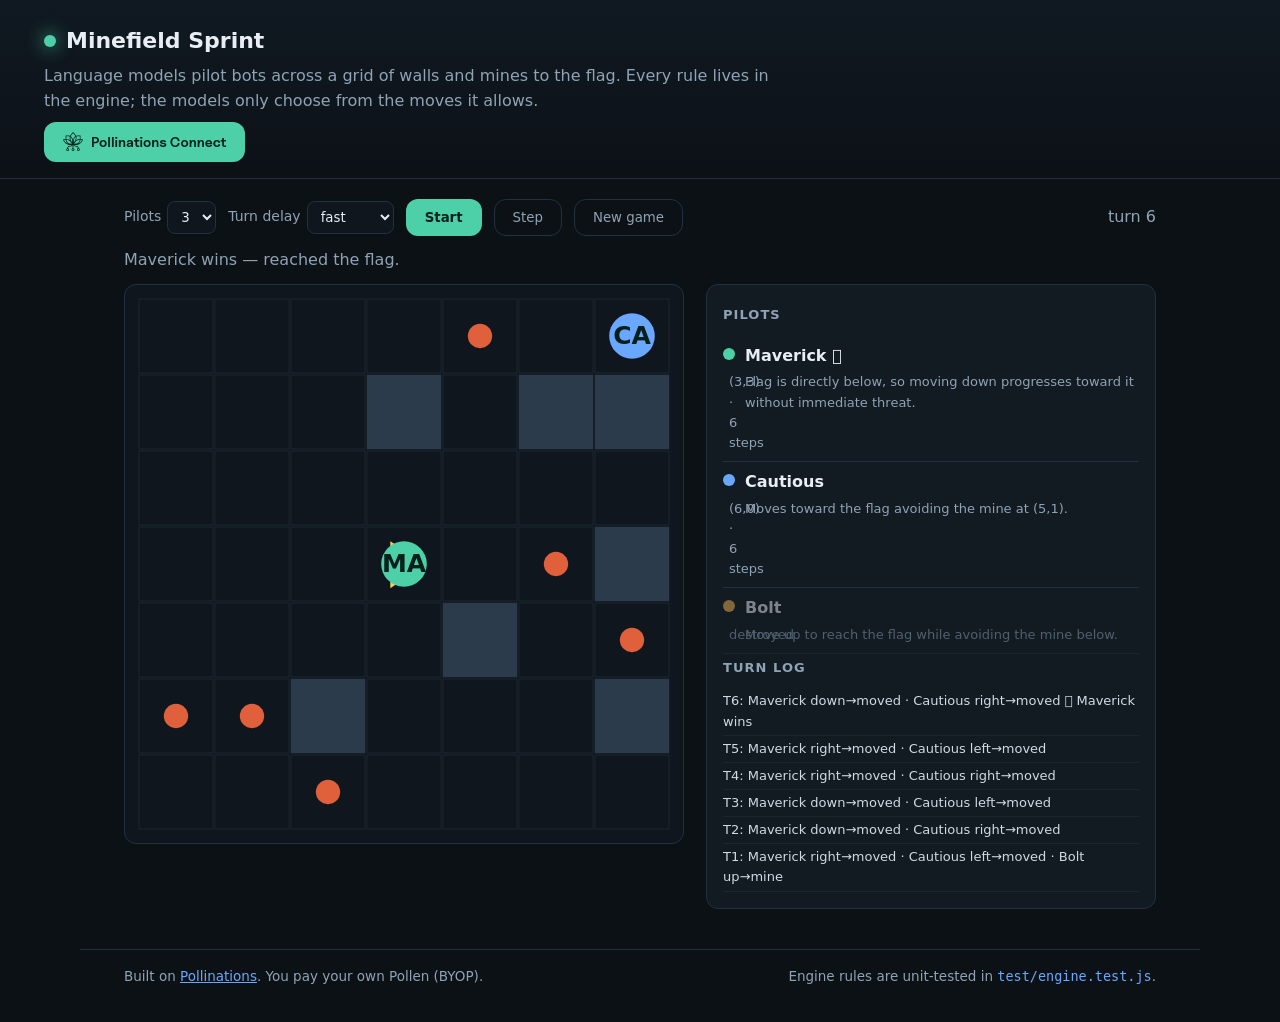 Minefield Sprint
Language models pilot bots across a grid of walls and mines to the flag. Every rule lives in
the engine; the models only choose from the moves it allows.
Pollinations Connect
Pilots 3 Turn delay fast Start Step New game turn 6
Maverick wins — reached the flag.
CA
MA
PILOTS
Maverick
(3,3) Flag is directly below, so moving down progresses toward it
· without immediate threat.
6
steps
Cautious
(6,0) Moves toward the flag avoiding the mine at (5,1).
·
6
steps
Bolt
destroyed Move up to reach the flag while avoiding the mine below.
TURN LOG
T6: Maverick down→moved · Cautious right→moved Maverick
wins
T5: Maverick right→moved · Cautious left→moved
T4: Maverick right→moved · Cautious right→moved
T3: Maverick down→moved · Cautious left→moved
T2: Maverick down→moved · Cautious right→moved
T1: Maverick right→moved · Cautious left→moved · Bolt
up→mine
Built on Pollinations. You pay your own Pollen (BYOP).
Engine rules are unit-tested in test/engine.test.js.